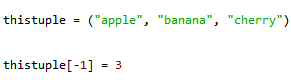 thistuple = ("apple", "banana", "cherry")
thistuple[-1] = 3